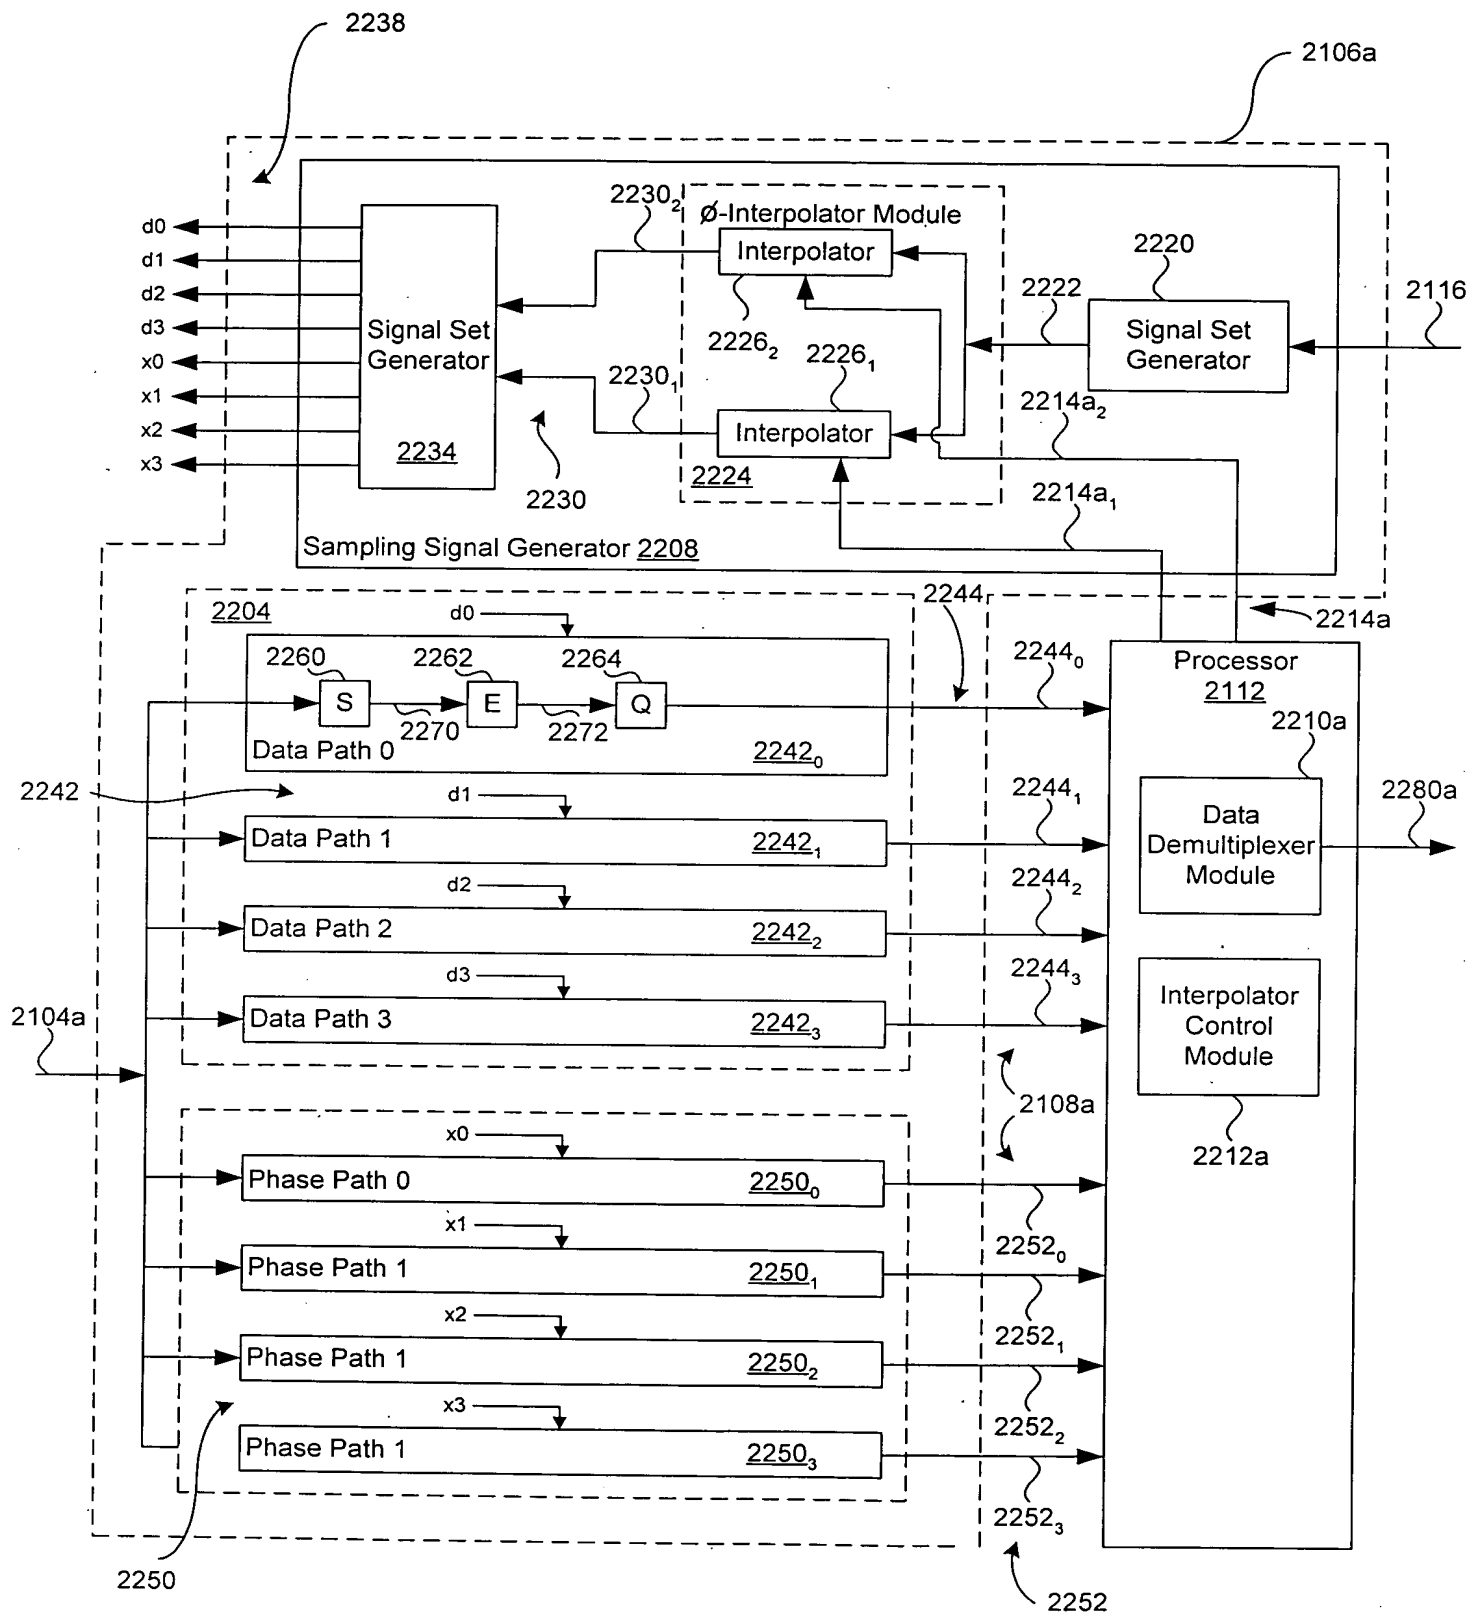 2238
2106a
2230₂
Ø-Interpolator Module
Interpolator
2226₂
2220
2222
2116
Signal Set
Generator
d0
d1
d2
d3
x0
x1
x2
x3
Signal Set
Generator
2234
2226₁
2230₁
2214a₂
Interpolator
2224
2230
2214a₁
Sampling Signal Generator 2208
2214a
2204
d0
2244
2260
2262
2264
S
E
Q
2270
2272
Data Path 0
2242₀
2244₀
Processor
2112
2210a
2242
d1
Data Path 1
2242₁
2244₁
Data
Demultiplexer
Module
2280a
d2
Data Path 2
2242₂
2244₂
d3
Data Path 3
2242₃
2244₃
Interpolator
Control
Module
2104a
2108a
2212a
x0
Phase Path 0
2250₀
2252₀
x1
Phase Path 1
2250₁
2252₁
x2
Phase Path 1
2250₂
2252₂
x3
Phase Path 1
2250₃
2252₃
2250
2252